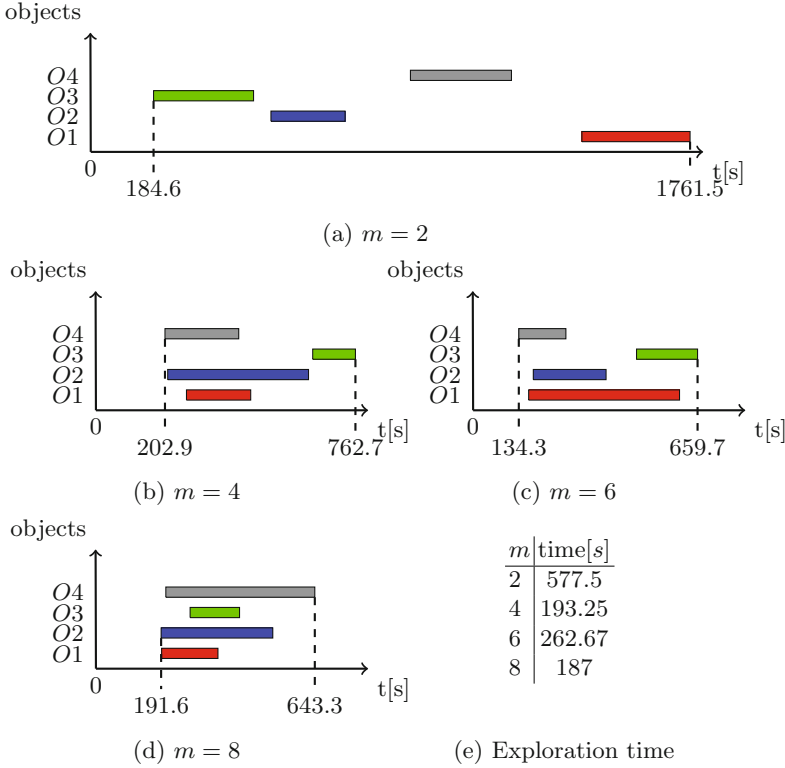 objects
O4
O3
O2
O1
0
t[s]
184.6
1761.5
(a) m = 2
objects
O4
O3
O2
O1
0
t[s]
202.9
762.7
(b) m = 4
objects
O4
O3
O2
O1
0
t[s]
134.3
659.7
(c) m = 6
objects
O4
O3
O2
O1
0
t[s]
191.6
643.3
(d) m = 8
m time[s]
2 577.5
4 193.25
6 262.67
8 187
(e) Exploration time